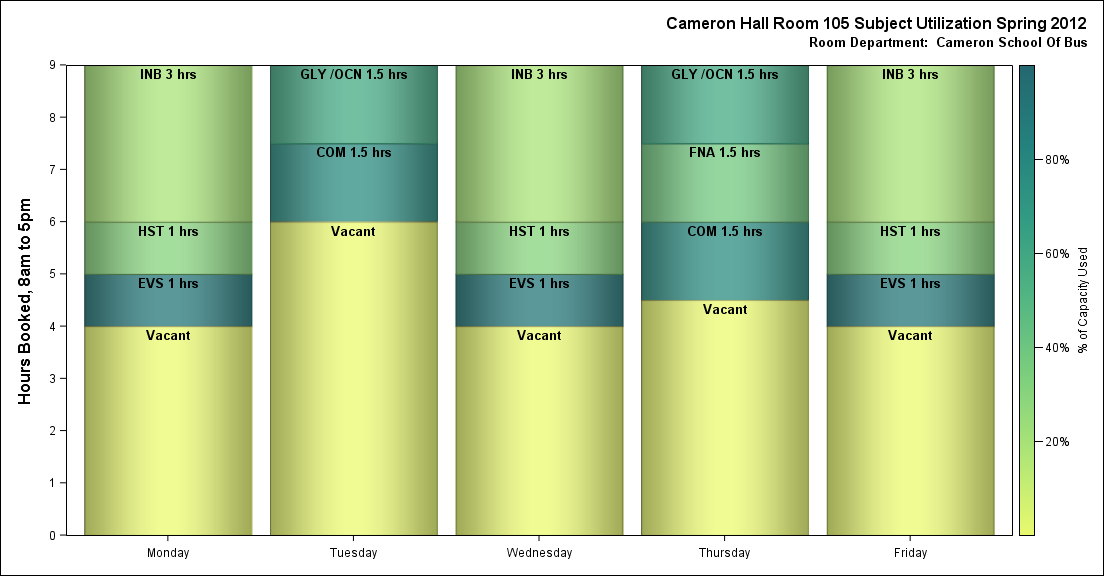 Cameron Hall Room 105 Subject Utilization Spring 2012
Room Department:  Cameron School Of Bus
Hours Booked, 8am to 5pm
9
8
7
6
5
4
3
2
1
0
INB 3 hrs
HST 1 hrs
EVS 1 hrs
Vacant
GLY /OCN 1.5 hrs
COM 1.5 hrs
Vacant
INB 3 hrs
HST 1 hrs
EVS 1 hrs
Vacant
GLY /OCN 1.5 hrs
FNA 1.5 hrs
COM 1.5 hrs
Vacant
INB 3 hrs
HST 1 hrs
EVS 1 hrs
Vacant
Monday
Tuesday
Wednesday
Thursday
Friday
80%
60%
40%
20%
% of Capacity Used